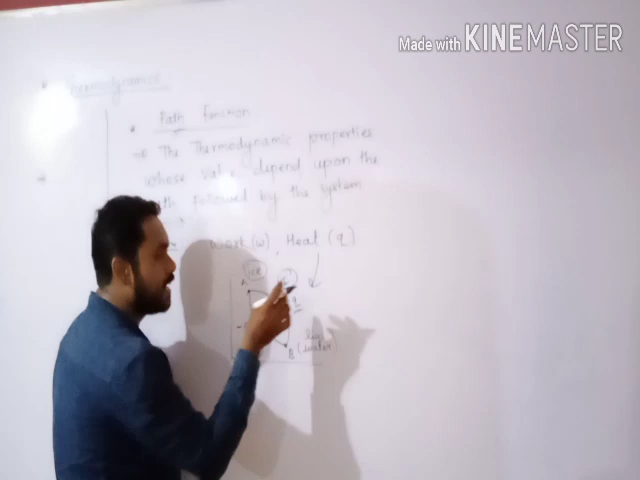 Made with KINEMASTER
Thermodynamics
Path Function
⇒ The Thermodynamic properties
whose value depend upon the
path followed by the system
Work (w), Heat (q)
A
B (water)